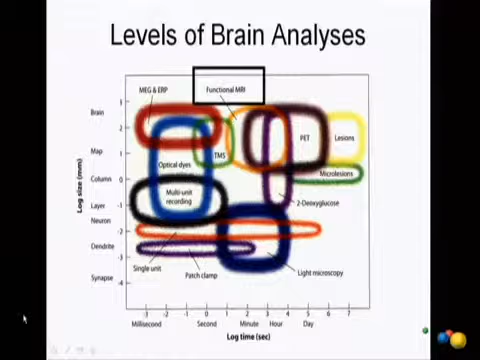 Levels of Brain Analyses
MEG & ERP
Functional MRI
Brain
Map
Column
Layer
Neuron
Dendrite
Synapse
Log size (mm)
3
2
1
0
-1
-2
-3
-4
TMS
PET
Lesions
Optical dyes
Microlesions
Multi-unit
recording
2-Deoxyglucose
Single unit
Patch clamp
Light microscopy
-3 -2 -1 0 1 2 3 4 5 6 7
Millisecond Second Minute Hour Day
Log time (sec)